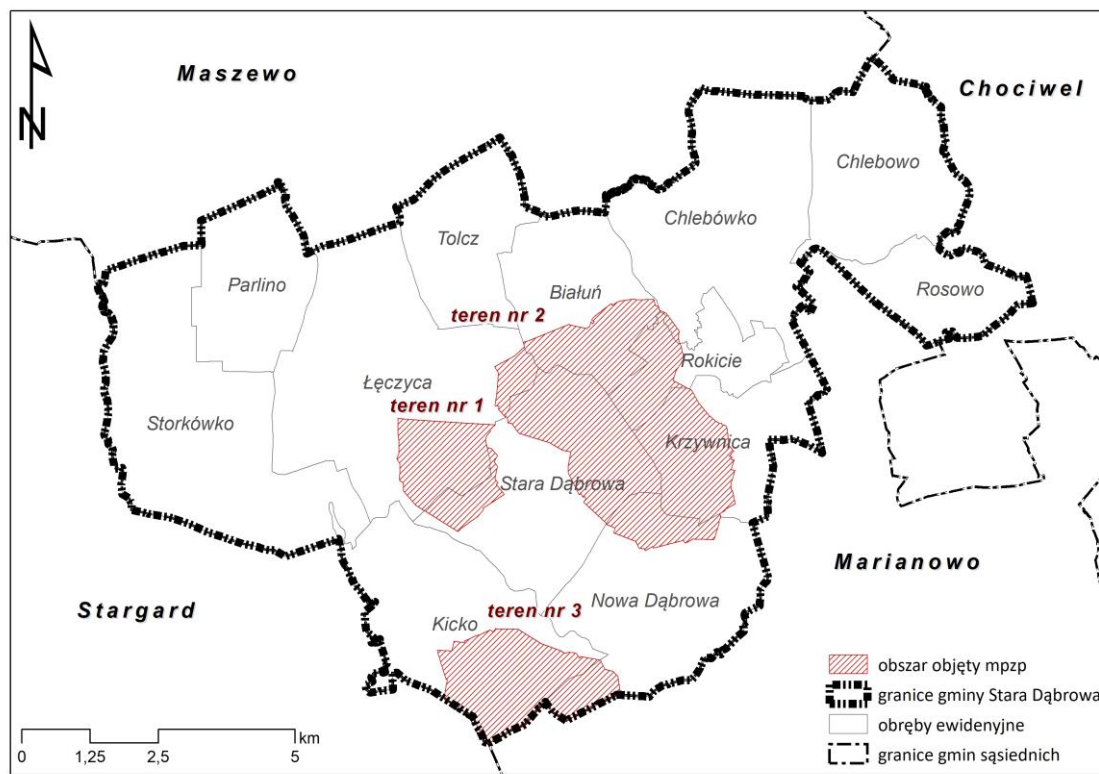 Maszewo
Chociwel
N
Chlebowo
Chlebówko
Tolcz
Parlino
Białuń
Rosowo
teren nr 2
Rokicie
Łęczyca
teren nr 1
Storkówko
Krzywnica
Stara Dąbrowa
Marianowo
Stargard
teren nr 3
Nowa Dąbrowa
Kicko
obszar objęty mpzp
granice gminy Stara Dąbrowa
obręby ewidenyjne
granice gmin sąsiednich
km
0 1,25 2,5 5